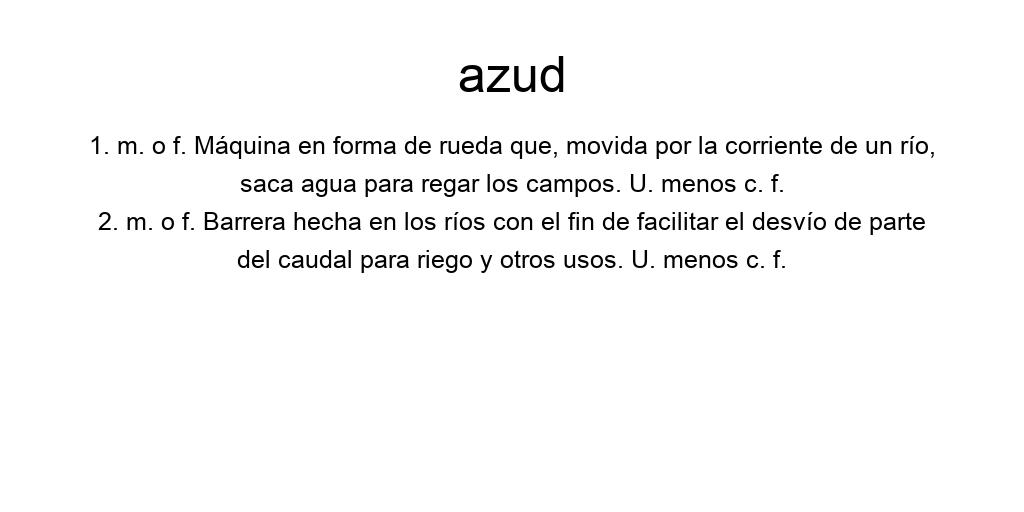 azud
1. m. o f. Máquina en forma de rueda que, movida por la corriente de un río,
saca agua para regar los campos. U. menos c. f.
2. m. o f. Barrera hecha en los ríos con el fin de facilitar el desvío de parte
del caudal para riego y otros usos. U. menos c. f.